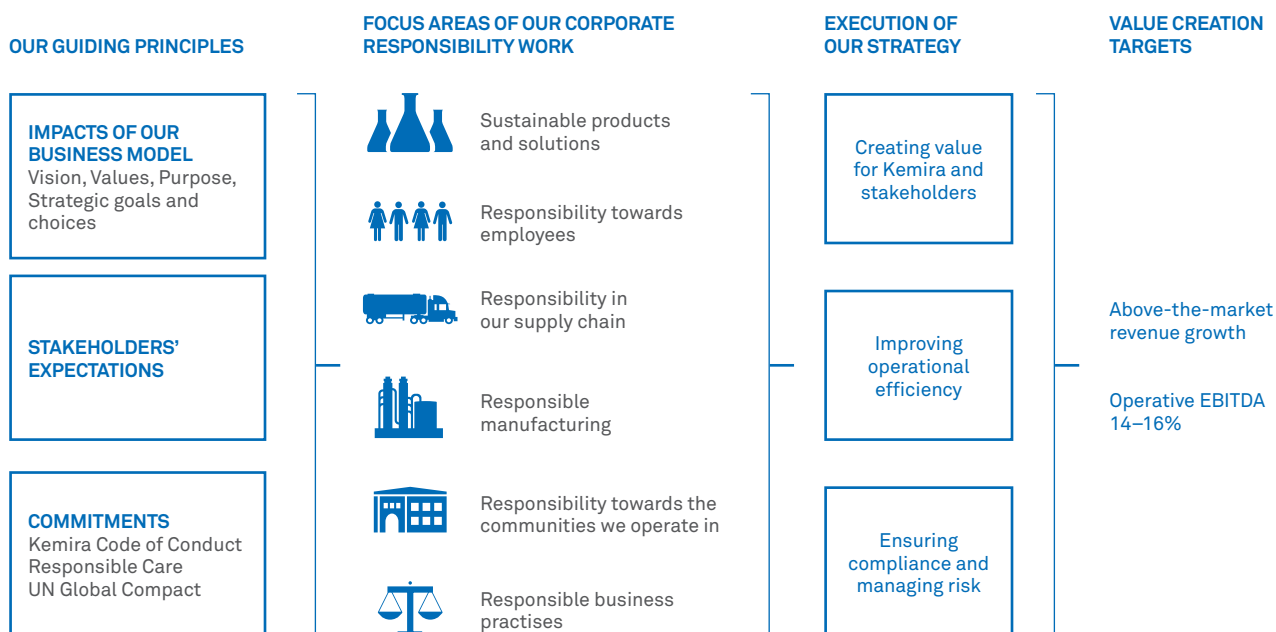 OUR GUIDING PRINCIPLES
IMPACTS OF OUR
BUSINESS MODEL
Vision, Values, Purpose,
Strategic goals and
choices
STAKEHOLDERS’
EXPECTATIONS
COMMITMENTS
Kemira Code of Conduct
Responsible Care
UN Global Compact
FOCUS AREAS OF OUR CORPORATE
RESPONSIBILITY WORK
Sustainable products
and solutions
Responsibility towards
employees
Responsibility in
our supply chain
Responsible
manufacturing
Responsibility towards the
communities we operate in
Responsible business
practises
EXECUTION OF
OUR STRATEGY
Creating value
for Kemira and
stakeholders
Improving
operational
efficiency
Ensuring
compliance and
managing risk
VALUE CREATION
TARGETS
Above-the-market
revenue growth
Operative EBITDA
14–16%